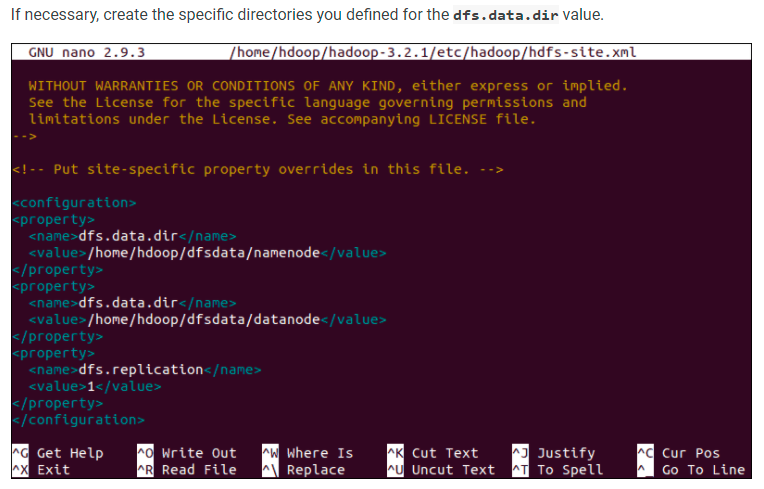 If necessary, create the specific directories you defined for the dfs.data.dir value.
GNU nano 2.9.3 /home/hdoop/hadoop-3.2.1/etc/hadoop/hdfs-site.xml
WITHOUT WARRANTIES OR CONDITIONS OF ANY KIND, either express or implied.
See the License for the specific language governing permissions and
limitations under the License. See accompanying LICENSE file.
-->
<!-- Put site-specific property overrides in this file. -->
<configuration>
<property>
<name>dfs.data.dir</name>
<value>/home/hdoop/dfsdata/namenode</value>
</property>
<property>
<name>dfs.data.dir</name>
<value>/home/hdoop/dfsdata/datanode</value>
</property>
<property>
<name>dfs.replication</name>
<value>1</value>
</property>
</configuration>
^G Get Help ^O Write Out ^W Where Is ^K Cut Text ^J Justify ^C Cur Pos
^X Exit ^R Read File ^\ Replace ^U Uncut Text ^T To Spell ^_ Go To Line